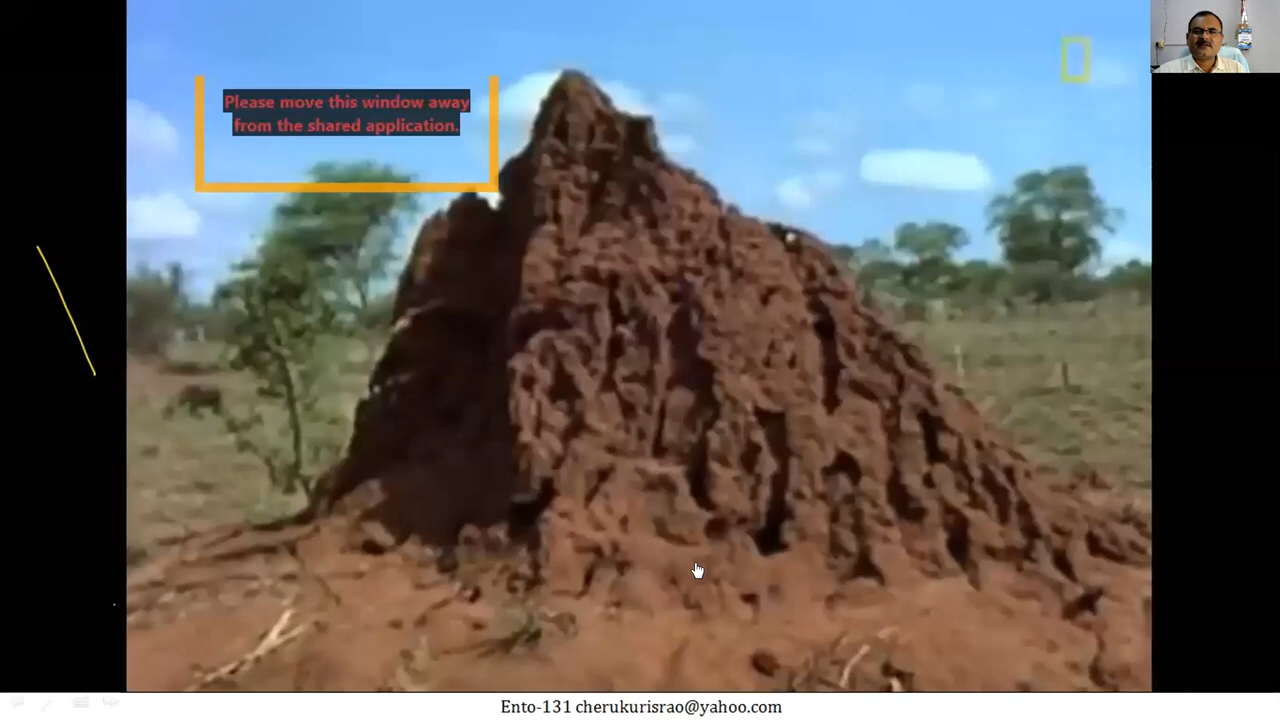 Please move this window away
from the shared application.
Ento-131 cherukurisrao@yahoo.com